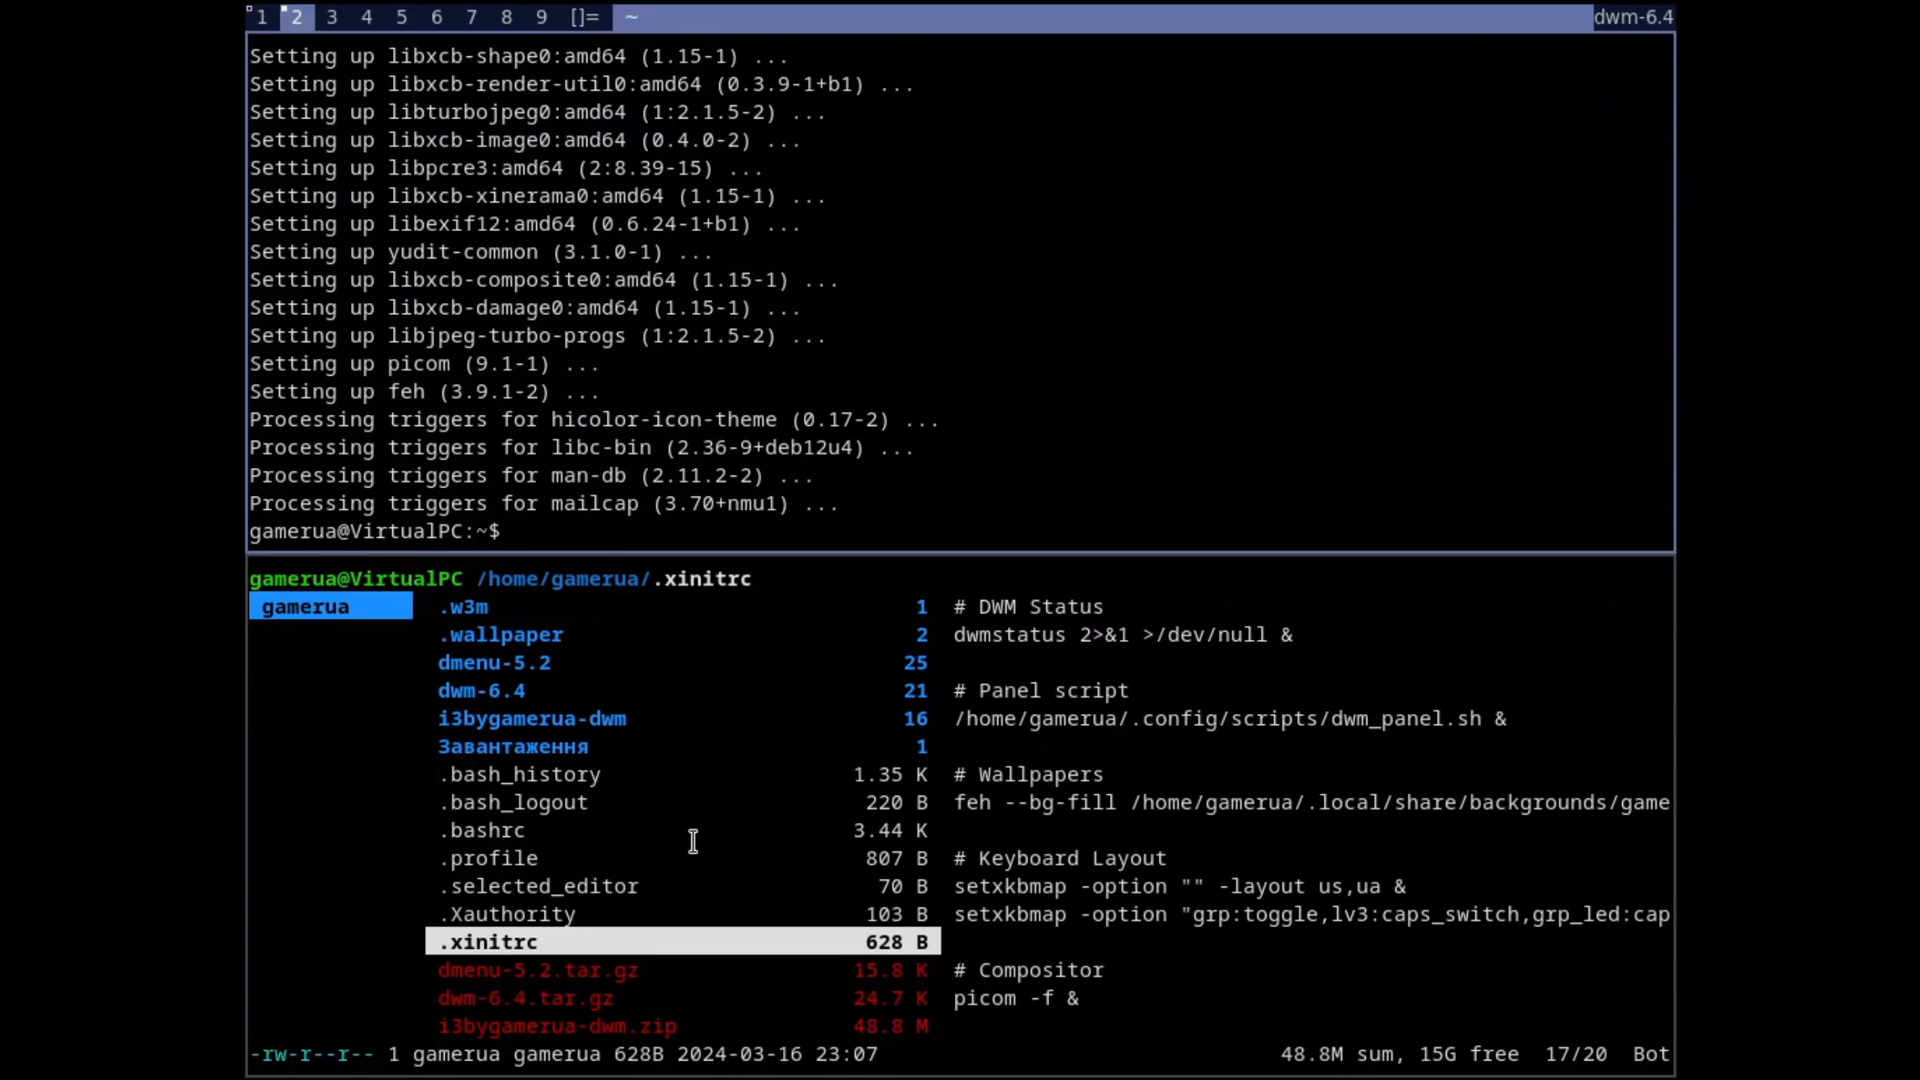 1 2 3 4 5 6 7 8 9 []= ~ dwm-6.4
Setting up libxcb-shape0:amd64 (1.15-1) ...
Setting up libxcb-render-util0:amd64 (0.3.9-1+b1) ...
Setting up libturbojpeg0:amd64 (1:2.1.5-2) ...
Setting up libxcb-image0:amd64 (0.4.0-2) ...
Setting up libpcre3:amd64 (2:8.39-15) ...
Setting up libxcb-xinerama0:amd64 (1.15-1) ...
Setting up libexif12:amd64 (0.6.24-1+b1) ...
Setting up yudit-common (3.1.0-1) ...
Setting up libxcb-composite0:amd64 (1.15-1) ...
Setting up libxcb-damage0:amd64 (1.15-1) ...
Setting up libjpeg-turbo-progs (1:2.1.5-2) ...
Setting up picom (9.1-1) ...
Setting up feh (3.9.1-2) ...
Processing triggers for hicolor-icon-theme (0.17-2) ...
Processing triggers for libc-bin (2.36-9+deb12u4) ...
Processing triggers for man-db (2.11.2-2) ...
Processing triggers for mailcap (3.70+nmu1) ...
gamerua@VirtualPC:~$
gamerua@VirtualPC /home/gamerua/.xinitrc
gamerua .w3m 1 # DWM Status
.wallpaper 2 dwmstatus 2>&1 >/dev/null &
dmenu-5.2 25
dwm-6.4 21 # Panel script
i3bygamerua-dwm 16 /home/gamerua/.config/scripts/dwm_panel.sh &
Завантаження 1
.bash_history 1.35 K # Wallpapers
.bash_logout 220 B feh --bg-fill /home/gamerua/.local/share/backgrounds/game
.bashrc 3.44 K
.profile 807 B # Keyboard Layout
.selected_editor 70 B setxkbmap -option "" -layout us,ua &
.Xauthority 103 B setxkbmap -option "grp:toggle,lv3:caps_switch,grp_led:cap
.xinitrc 628 B
dmenu-5.2.tar.gz 15.8 K # Compositor
dwm-6.4.tar.gz 24.7 K picom -f &
i3bygamerua-dwm.zip 48.8 M
-rw-r--r-- 1 gamerua gamerua 628B 2024-03-16 23:07 48.8M sum, 15G free 17/20 Bot